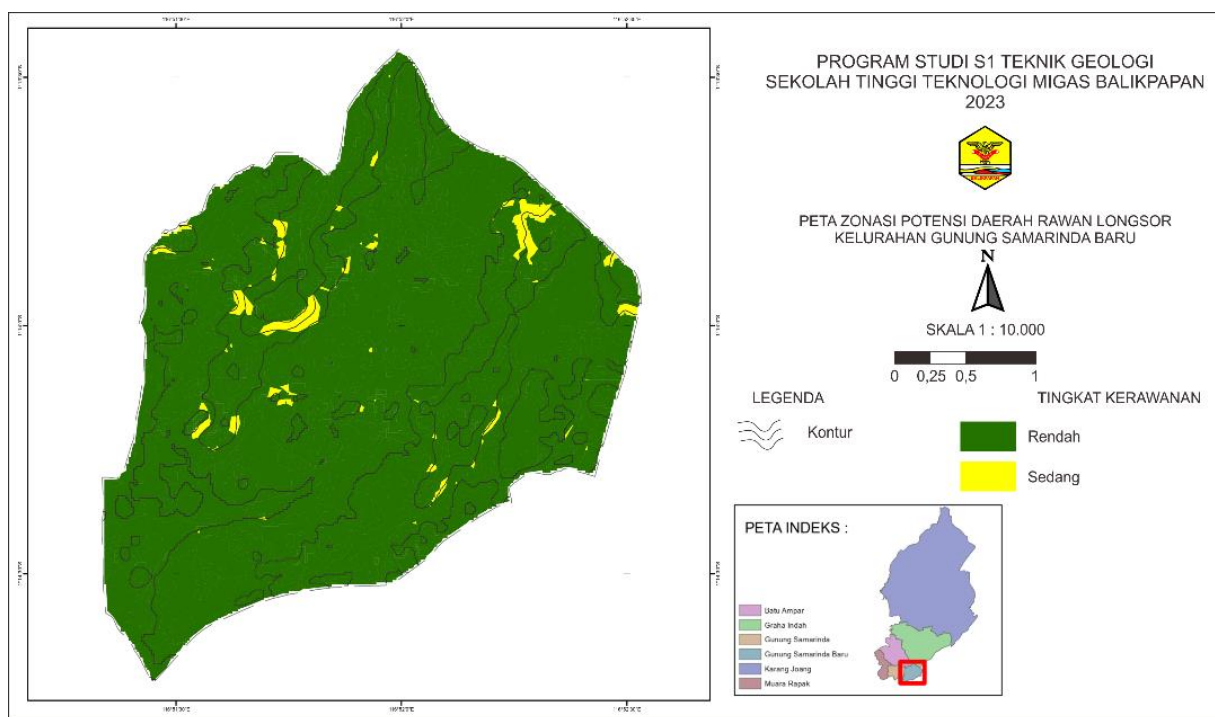 PROGRAM STUDI S1 TEKNIK GEOLOGI
SEKOLAH TINGGI TEKNOLOGI MIGAS BALIKPAPAN
2023
BALIKPAPAN
PETA ZONASI POTENSI DAERAH RAWAN LONGSOR
KELURAHAN GUNUNG SAMARINDA BARU
N
SKALA 1 : 10.000
0 0,25 0,5 1
LEGENDA
TINGKAT KERAWANAN
Kontur
Rendah
Sedang
PETA INDEKS :
Batu Ampar
Graha Indah
Gunung Samarinda
Gunung Samarinda Baru
Karang Joang
Muara Rapak